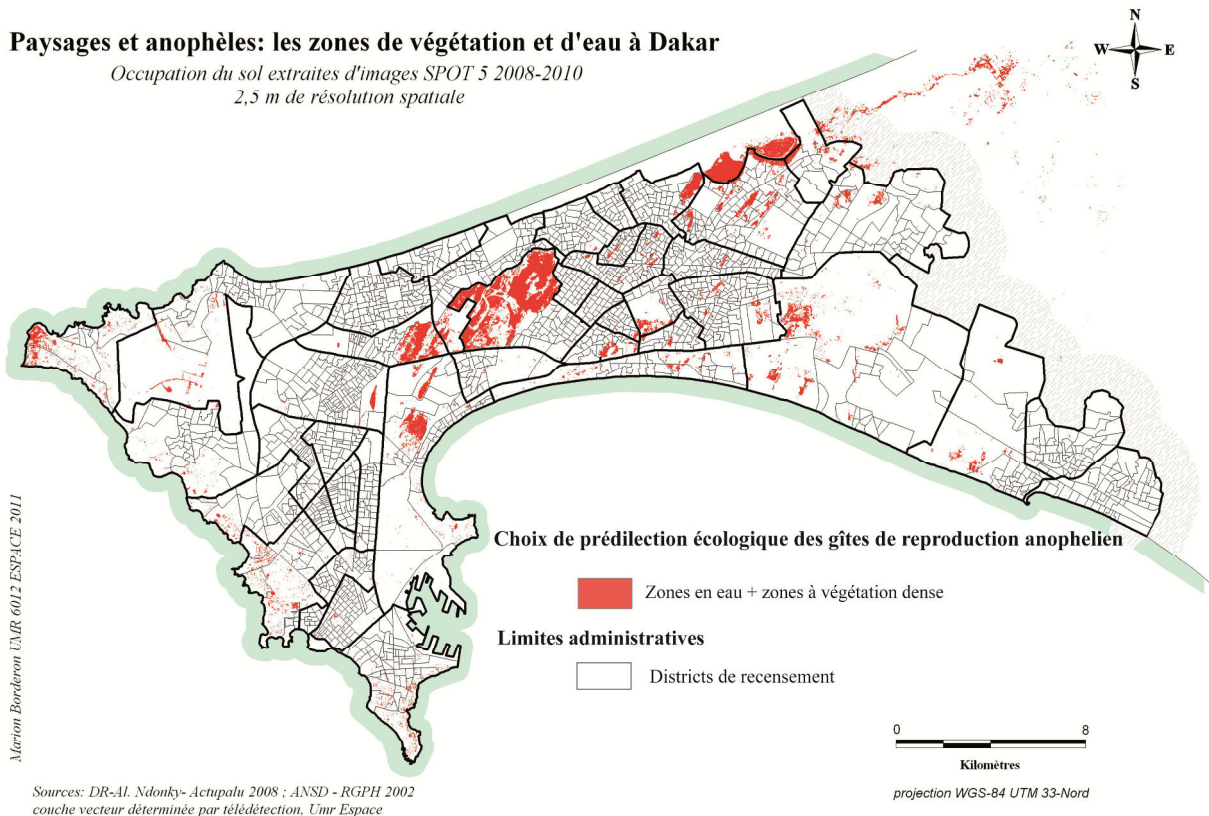 Paysages et anophèles: les zones de végétation et d'eau à Dakar
Occupation du sol extraites d'images SPOT 5 2008-2010
2,5 m de résolution spatiale
N
W
E
S
Choix de prédilection écologique des gîtes de reproduction anophelien
Zones en eau + zones à végétation dense
Limites administratives
Districts de recensement
0
8
Kilomètres
projection WGS-84 UTM 33-Nord
Marion Borderon UMR 6012 ESPACE 2011
Sources: DR-Al. Ndonky- Actupalu 2008 ; ANSD - RGPH 2002
couche vecteur déterminée par télédétection, Umr Espace